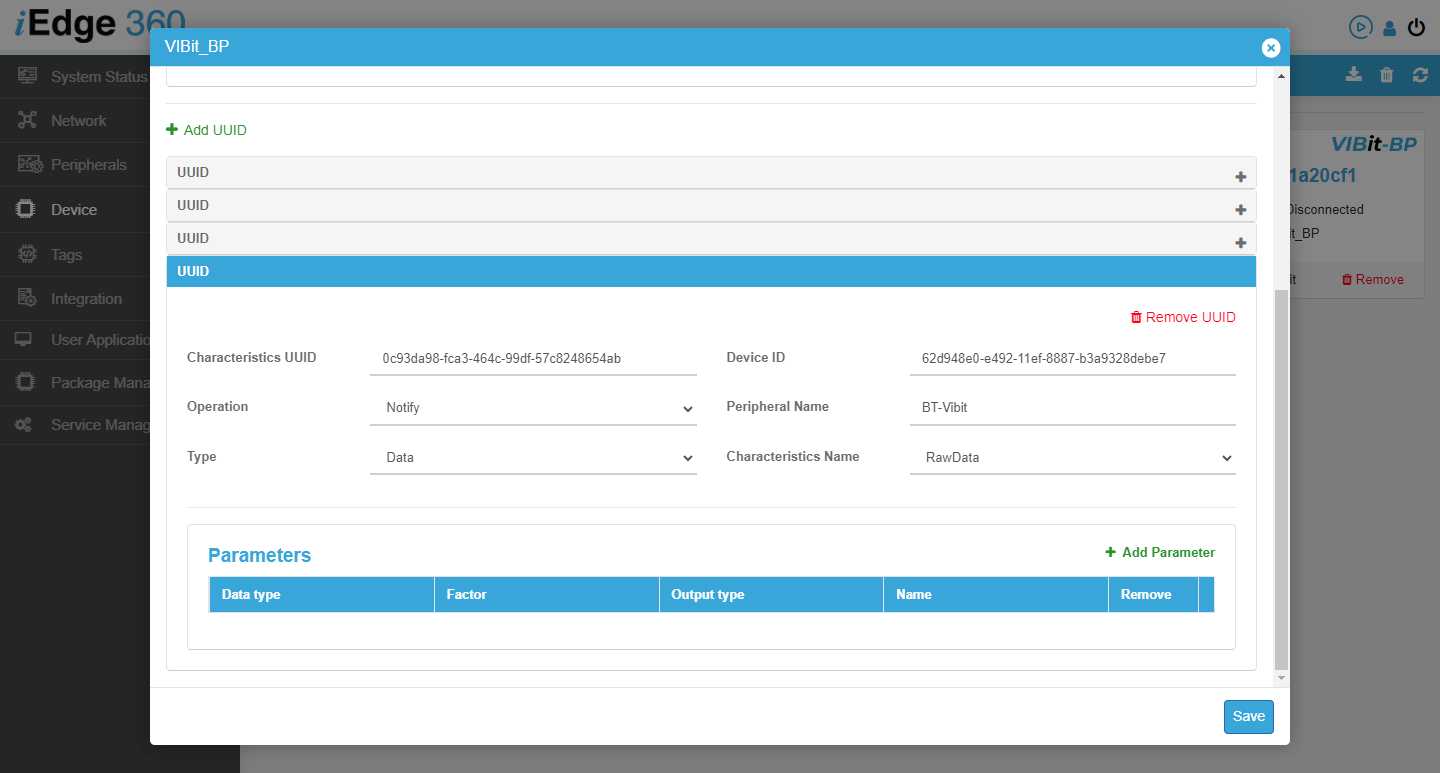 iEdge 360
VIBit_BP
System Status
Network
Peripherals
Device
Tags
Integration
User Applicatio
Package Mana
Service Manag
Add UUID
UUID
UUID
UUID
UUID
Remove UUID
Characteristics UUID 0c93da98-fca3-464c-99df-57c8248654ab Device ID 62d948e0-e492-11ef-8887-b3a9328debe7
Operation Notify Peripheral Name BT-Vibit
Type Data Characteristics Name RawData
Parameters Add Parameter
Data type Factor Output type Name Remove
Save
VIBit-BP
1a20cf1
Disconnected
it_BP
it Remove